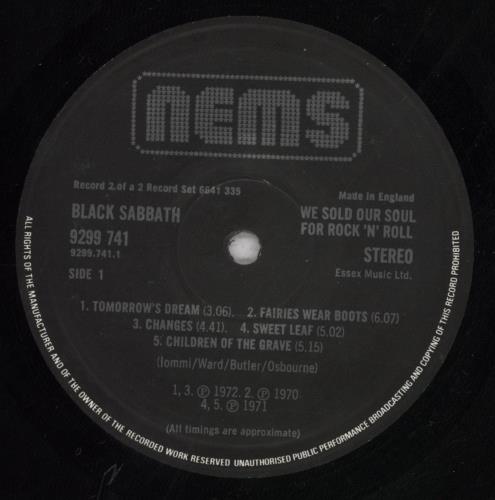 nems
Record 2 of a 2 Record Set 6641 335
Made in England
BLACK SABBATH
WE SOLD OUR SOUL
FOR ROCK 'N' ROLL
9299 741
9299.741.1
STEREO
Essex Music Ltd.
SIDE 1
1. TOMORROW'S DREAM (3.06). 2. FAIRIES WEAR BOOTS (6.07)
3. CHANGES (4.41). 4. SWEET LEAF (5.02)
5. CHILDREN OF THE GRAVE (5.15)
(Iommi/Ward/Butler/Osbourne)
1, 3. ℗ 1972. 2. ℗ 1970
4, 5. ℗ 1971
(All timings are approximate)
ALL RIGHTS OF THE MANUFACTURER AND OF THE OWNER OF THE RECORDED WORK RESERVED UNAUTHORISED PUBLIC PERFORMANCE BROADCASTING AND COPYING OF THIS RECORD PROHIBITED